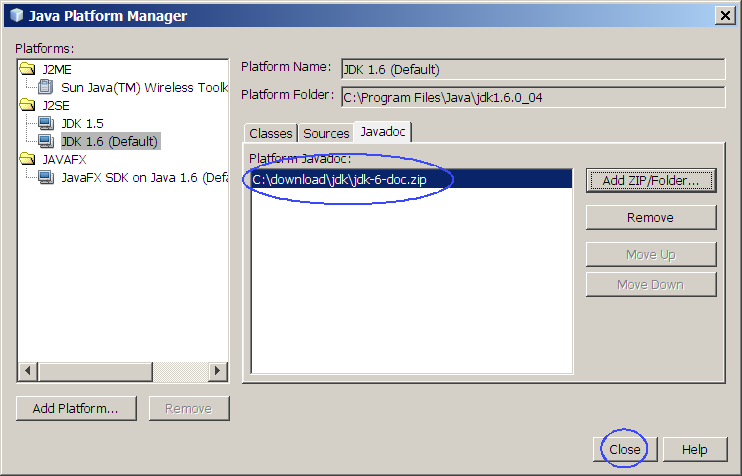 Java Platform Manager
Platforms:
J2ME
Sun Java(TM) Wireless Toolk
J2SE
JDK 1.5
JDK 1.6 (Default)
JAVAFX
JavaFX SDK on Java 1.6 (Defa
Add Platform...
Remove
Platform Name:
JDK 1.6 (Default)
Platform Folder:
C:\Program Files\Java\jdk1.6.0_04
Classes
Sources
Javadoc
Platform Javadoc:
C:\download\jdk\jdk-6-doc.zip
Add ZIP/Folder...
Remove
Move Up
Move Down
Close
Help